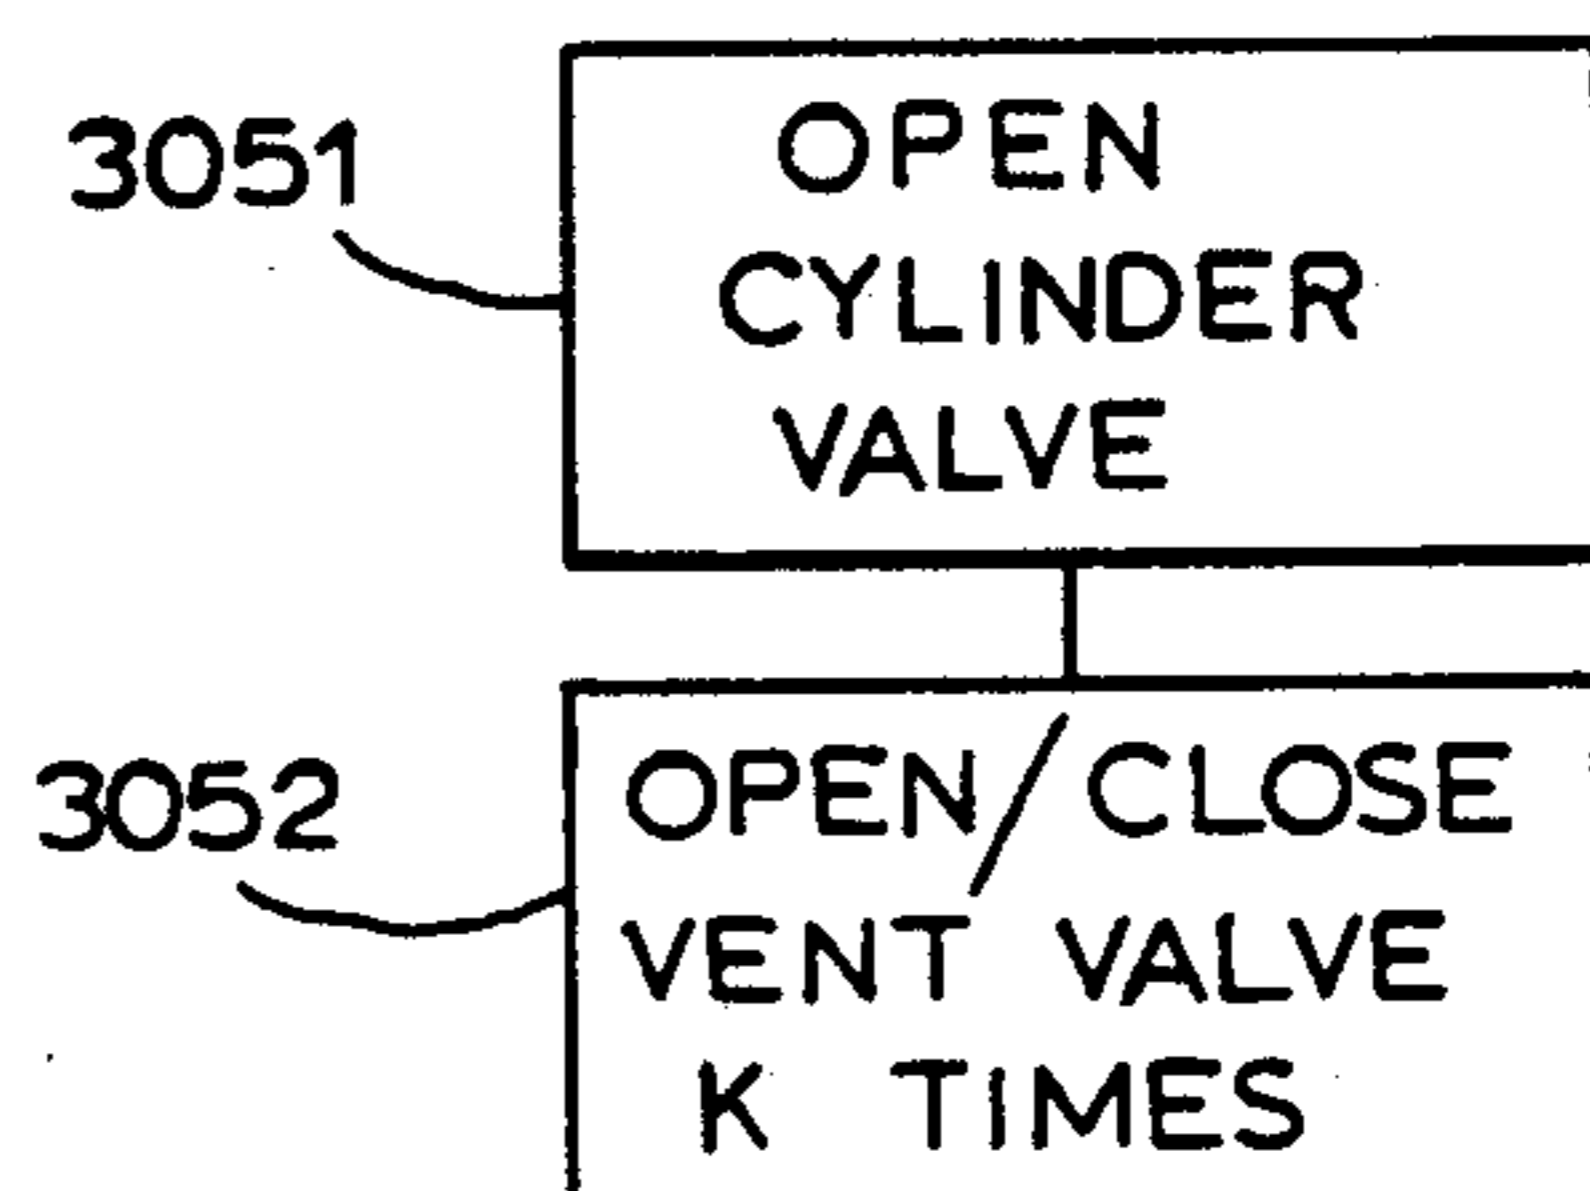 3051
OPEN
CYLINDER
VALVE
3052
OPEN/CLOSE
VENT VALVE
K TIMES